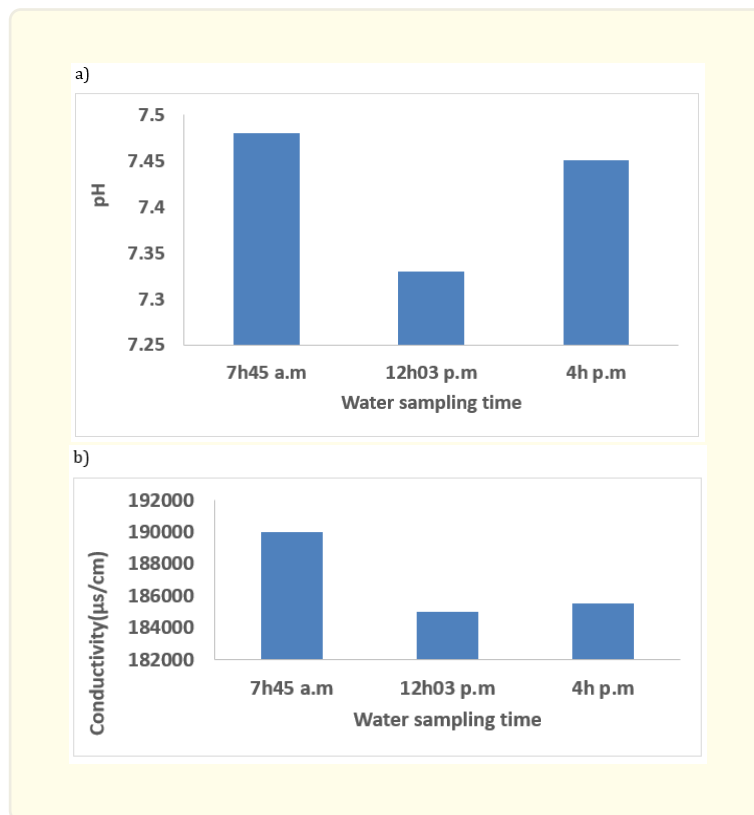 a)
7.5
7.45
7.4
7.35
7.3
7.25
pH
7h45 a.m 12h03 p.m 4h p.m
Water sampling time
b)
192000
190000
188000
186000
184000
182000
Conductivity(µs/cm)
7h45 a.m 12h03 p.m 4h p.m
Water sampling time